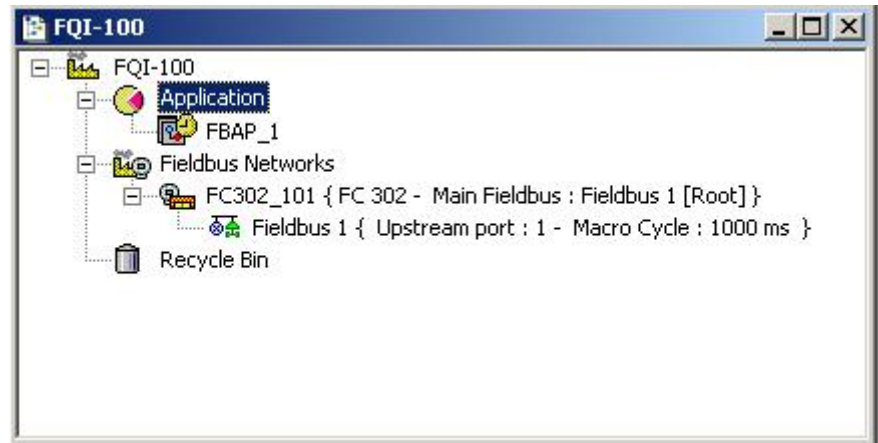 FQI-100
FQI-100
Application
FBAP_1
Fieldbus Networks
FC302_101 { FC 302 - Main Fieldbus : Fieldbus 1 [Root] }
Fieldbus 1 { Upstream port : 1 - Macro Cycle : 1000 ms }
Recycle Bin